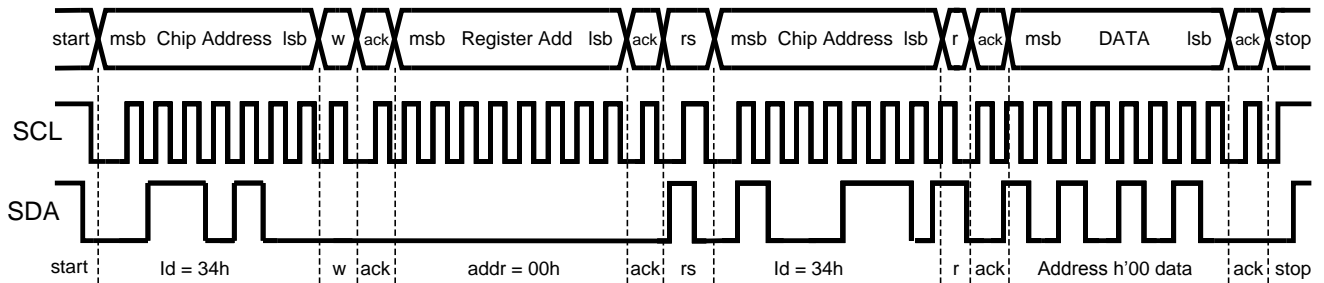 start msb Chip Address lsb w ack msb Register Add lsb ack rs msb Chip Address lsb r ack msb DATA lsb ack stop
SCL
SDA
start Id = 34h w ack addr = 00h ack rs Id = 34h r ack Address h'00 data ack stop